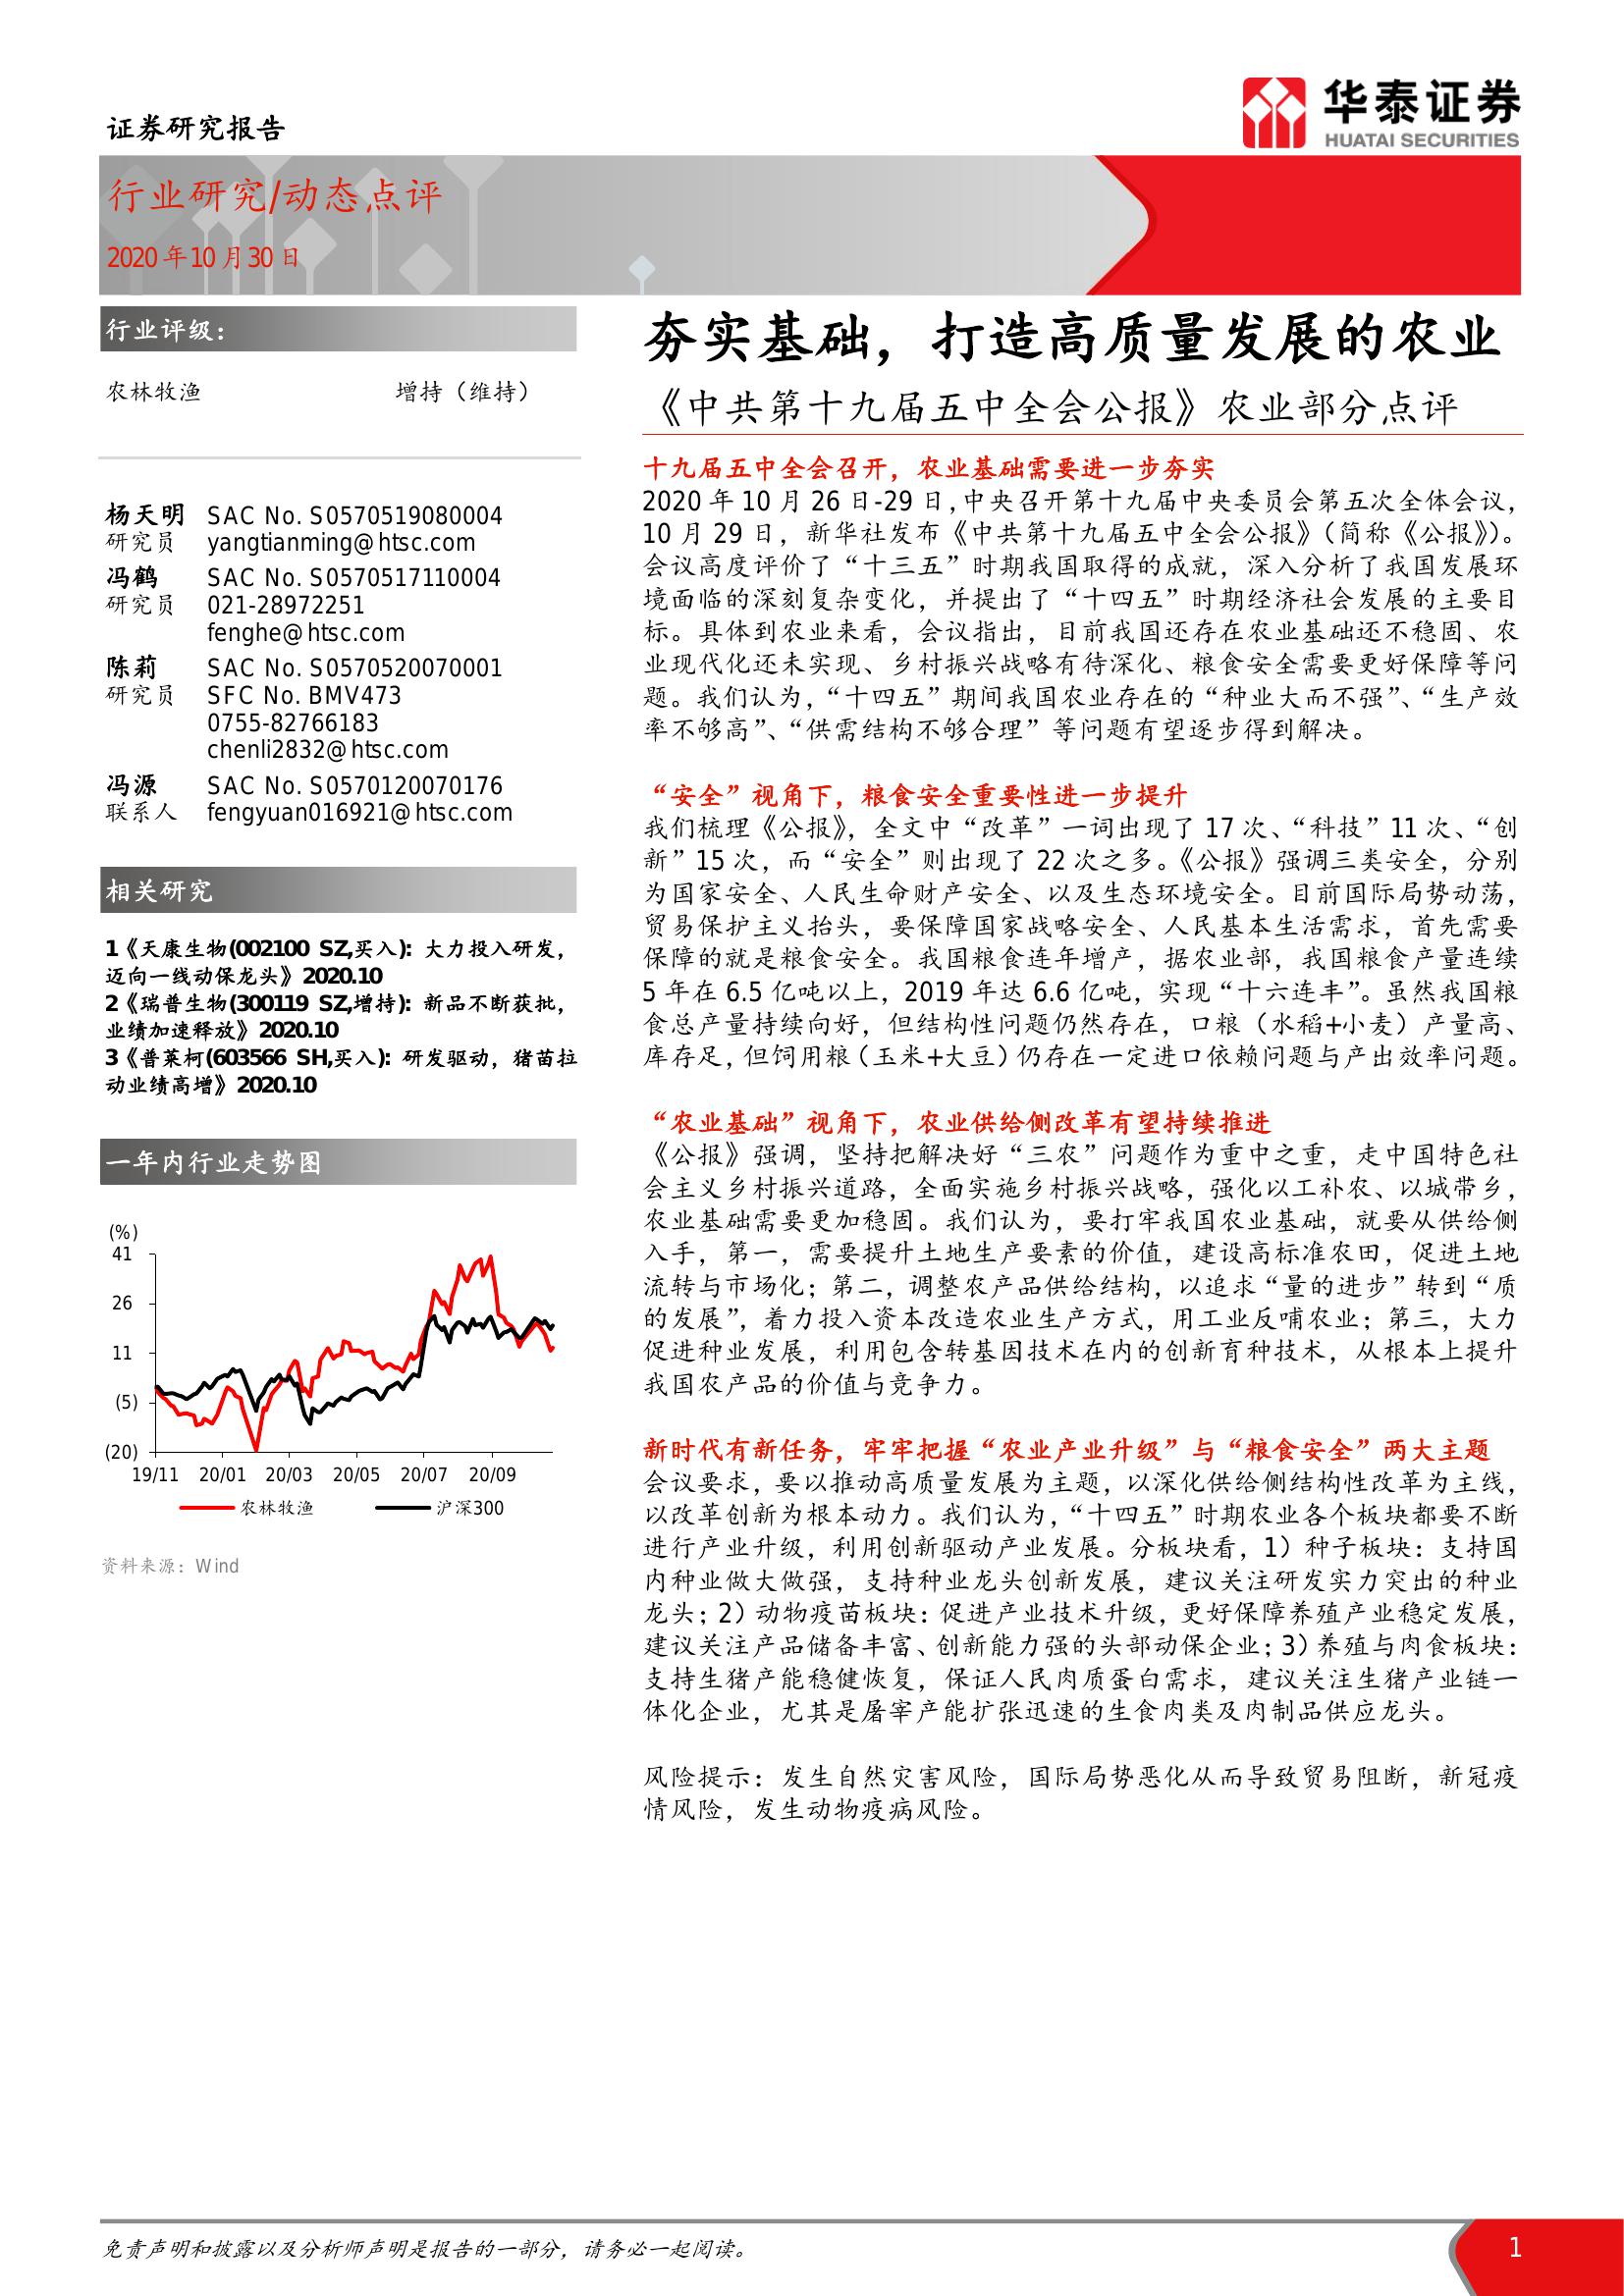 证券研究报告
华泰证券
HUATAI SECURITIES
行业研究/动态点评
2020年10月30日
行业评级：
农林牧渔 增持（维持）
杨天明 SAC No. S0570519080004
研究员 yangtianming@htsc.com
冯鹤 SAC No. S0570517110004
研究员 021-28972251
fenghe@htsc.com
陈莉 SAC No. S0570520070001
研究员 SFC No. BMV473
0755-82766183
chenli2832@htsc.com
冯源 SAC No. S0570120070176
联系人 fengyuan016921@htsc.com
相关研究
1《天康生物(002100 SZ,买入): 大力投入研发，
迈向一线动保龙头》2020.10
2《瑞普生物(300119 SZ,增持): 新品不断获批，
业绩加速释放》2020.10
3《普莱柯(603566 SH,买入): 研发驱动，猪苗拉
动业绩高增》2020.10
一年内行业走势图
(%)
41
26
11
(5)
(20)
19/11 20/01 20/03 20/05 20/07 20/09
农林牧渔 沪深300
资料来源：Wind
夯实基础，打造高质量发展的农业
《中共第十九届五中全会公报》农业部分点评
十九届五中全会召开，农业基础需要进一步夯实
2020 年 10 月 26 日-29 日，中央召开第十九届中央委员会第五次全体会议，
10 月 29 日，新华社发布《中共第十九届五中全会公报》（简称《公报》）。
会议高度评价了“十三五”时期我国取得的成就，深入分析了我国发展环
境面临的深刻复杂变化，并提出了“十四五”时期经济社会发展的主要目
标。具体到农业来看，会议指出，目前我国还存在农业基础还不稳固、农
业现代化还未实现、乡村振兴战略有待深化、粮食安全需要更好保障等问
题。我们认为，“十四五”期间我国农业存在的“种业大而不强”、“生产效
率不够高”、“供需结构不够合理”等问题有望逐步得到解决。
“安全”视角下，粮食安全重要性进一步提升
我们梳理《公报》，全文中“改革”一词出现了 17 次、“科技”11 次、“创
新”15 次，而“安全”则出现了 22 次之多。《公报》强调三类安全，分别
为国家安全、人民生命财产安全、以及生态环境安全。目前国际局势动荡，
贸易保护主义抬头，要保障国家战略安全、人民基本生活需求，首先需要
保障的就是粮食安全。我国粮食连年增产，据农业部，我国粮食产量连续
5 年在 6.5 亿吨以上，2019 年达 6.6 亿吨，实现“十六连丰”。虽然我国粮
食总产量持续向好，但结构性问题仍然存在，口粮（水稻+小麦）产量高、
库存足，但饲用粮（玉米+大豆）仍存在一定进口依赖问题与产出效率问题。
“农业基础”视角下，农业供给侧改革有望持续推进
《公报》强调，坚持把解决好“三农”问题作为重中之重，走中国特色社
会主义乡村振兴道路，全面实施乡村振兴战略，强化以工补农、以城带乡，
农业基础需要更加稳固。我们认为，要打牢我国农业基础，就要从供给侧
入手，第一，需要提升土地生产要素的价值，建设高标准农田，促进土地
流转与市场化；第二，调整农产品供给结构，以追求“量的进步”转到“质
的发展”，着力投入资本改造农业生产方式，用工业反哺农业；第三，大力
促进种业发展，利用包含转基因技术在内的创新育种技术，从根本上提升
我国农产品的价值与竞争力。
新时代有新任务，牢牢把握“农业产业升级”与“粮食安全”两大主题
会议要求，要以推动高质量发展为主题，以深化供给侧结构性改革为主线，
以改革创新为根本动力。我们认为，“十四五”时期农业各个板块都要不断
进行产业升级，利用创新驱动产业发展。分板块看，1）种子板块：支持国
内种业做大做强，支持种业龙头创新发展，建议关注研发实力突出的种业
龙头；2）动物疫苗板块：促进产业技术升级，更好保障养殖产业稳定发展，
建议关注产品储备丰富、创新能力强的头部动保企业；3）养殖与肉食板块：
支持生猪产能稳健恢复，保证人民肉质蛋白需求，建议关注生猪产业链一
体化企业，尤其是屠宰产能扩张迅速的生食肉类及肉制品供应龙头。
风险提示：发生自然灾害风险，国际局势恶化从而导致贸易阻断，新冠疫
情风险，发生动物疫病风险。
免责声明和披露以及分析师声明是报告的一部分，请务必一起阅读。
1